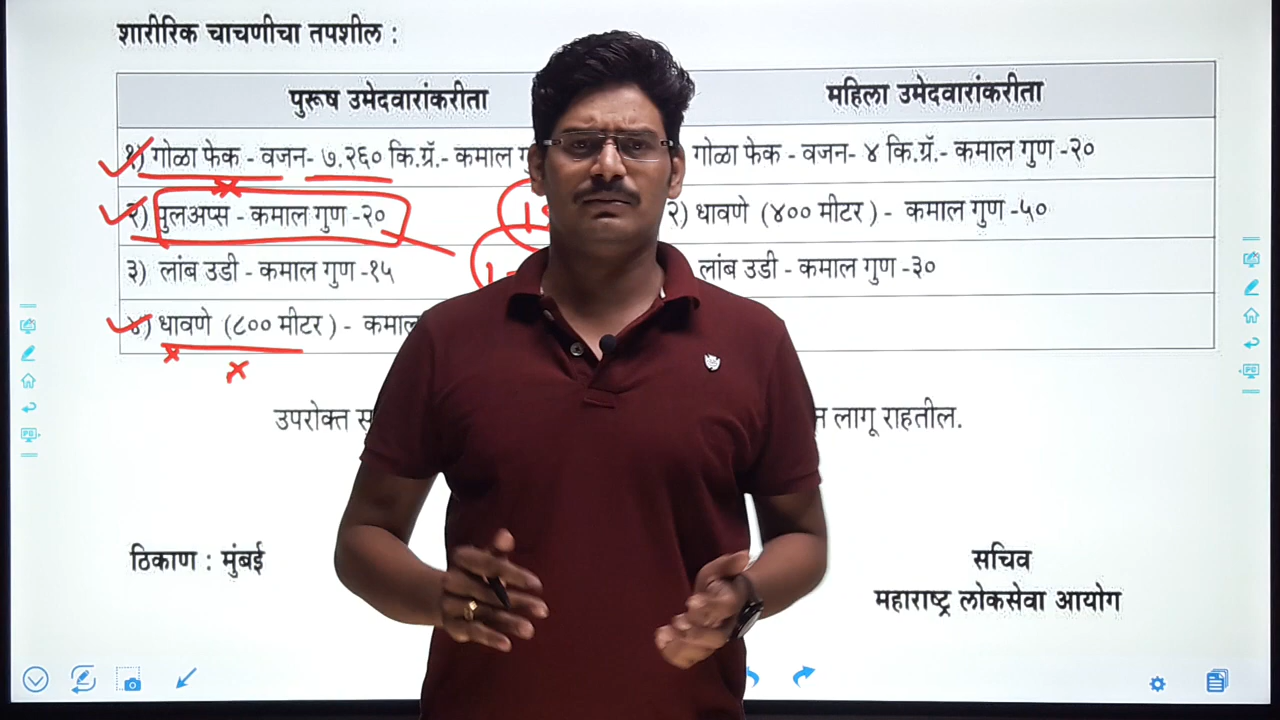 शारीरिक चाचणीचा तपशील :
पुरूष उमेदवारांकरीता
महिला उमेदवारांकरीता
१) गोळा फेक - वजन- ७.२६० कि.ग्रॅ.- कमाल
गोळा फेक - वजन- ४ कि.ग्रॅ.- कमाल गुण -२०
२) पुलअप्स - कमाल गुण -२०
२) धावणे (४०० मीटर ) - कमाल गुण -५०
३) लांब उडी - कमाल गुण -१५
लांब उडी - कमाल गुण -३०
४) धावणे (८०० मीटर ) - कमाल
उपरोक्त
लागू राहतील.
ठिकाण : मुंबई
सचिव
महाराष्ट्र लोकसेवा आयोग